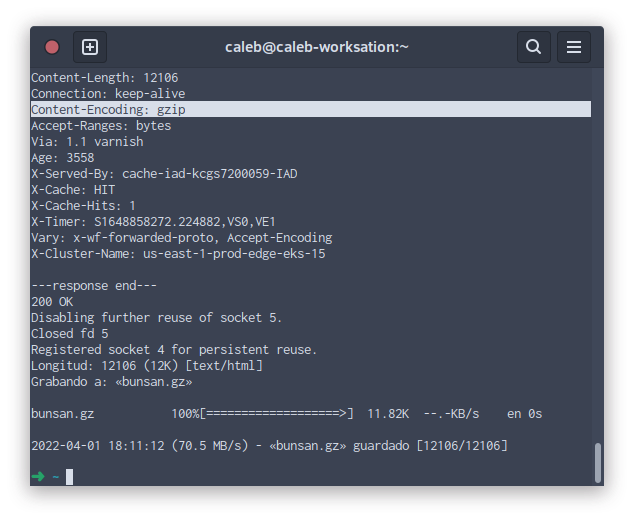 caleb@caleb-worksation:~
Content-Length: 12106
Connection: keep-alive
Content-Encoding: gzip
Accept-Ranges: bytes
Via: 1.1 varnish
Age: 3558
X-Served-By: cache-iad-kcgs7200059-IAD
X-Cache: HIT
X-Cache-Hits: 1
X-Timer: S1648858272.224882,VS0,VE1
Vary: x-wf-forwarded-proto, Accept-Encoding
X-Cluster-Name: us-east-1-prod-edge-eks-15
---response end---
200 OK
Disabling further reuse of socket 5.
Closed fd 5
Registered socket 4 for persistent reuse.
Longitud: 12106 (12K) [text/html]
Grabando a: «bunsan.gz»
bunsan.gz 100%[===================>] 11.82K --.-KB/s en 0s
2022-04-01 18:11:12 (70.5 MB/s) - «bunsan.gz» guardado [12106/12106]
➜ ~